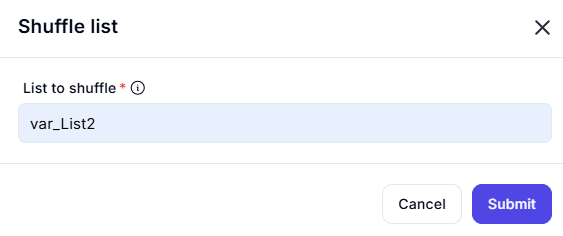 Shuffle list
List to shuffle *
var_List2
Cancel
Submit